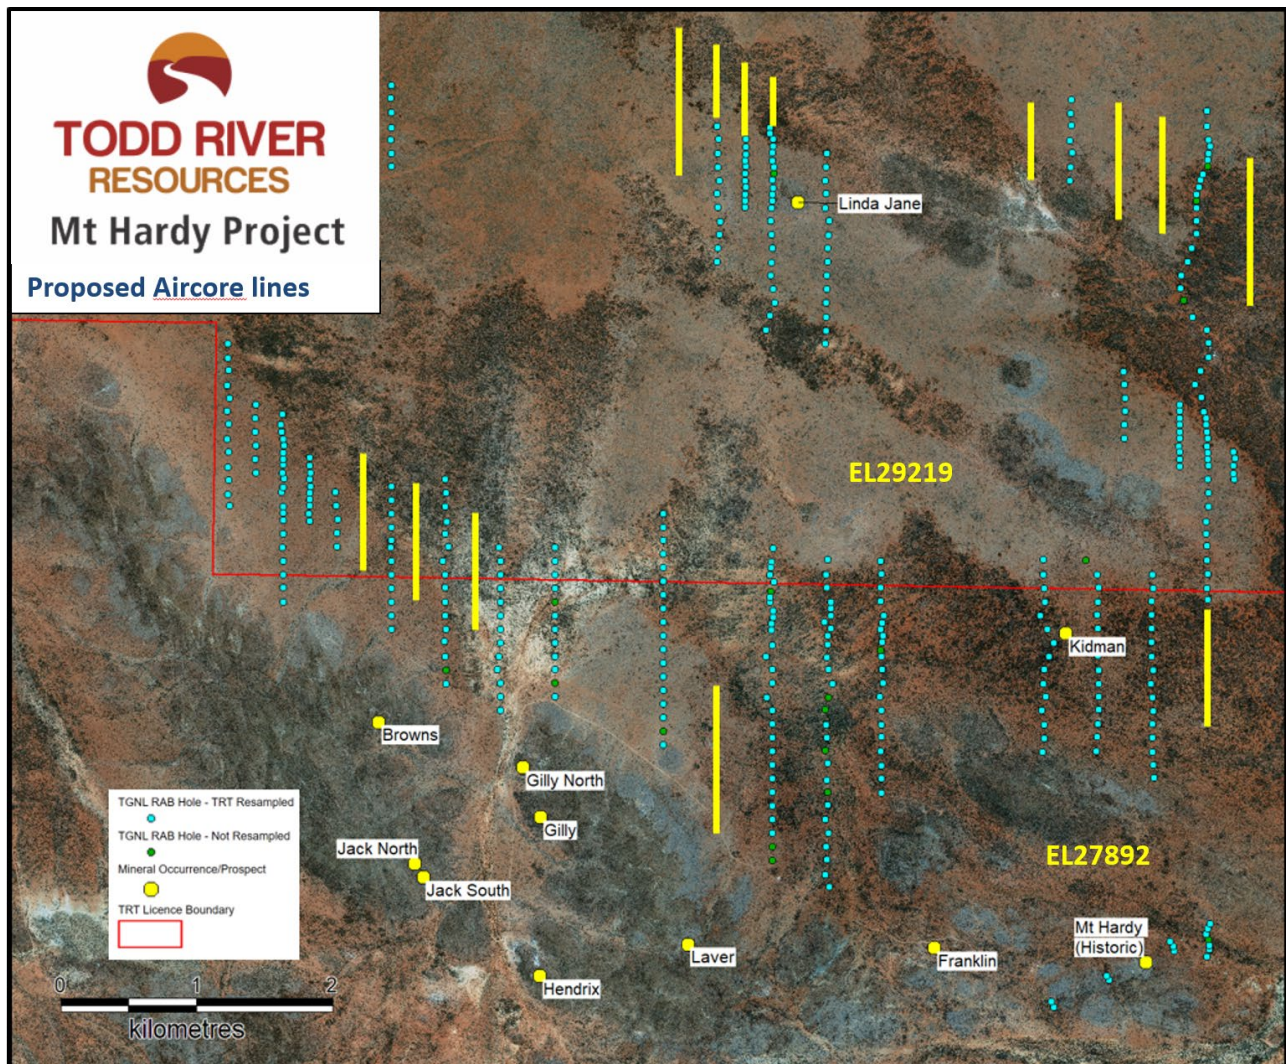 TODD RIVER
RESOURCES
Mt Hardy Project
Proposed Aircore lines
Linda Jane
EL29219
Kidman
Browns
Gilly North
Gilly
Jack North
Jack South
EL27892
Laver
Franklin
Mt Hardy
(Historic)
Hendrix
TGNL RAB Hole - TRT Resampled
TGNL RAB Hole - Not Resampled
Mineral Occurrence/Prospect
TRT Licence Boundary
0 1 2
kilometres